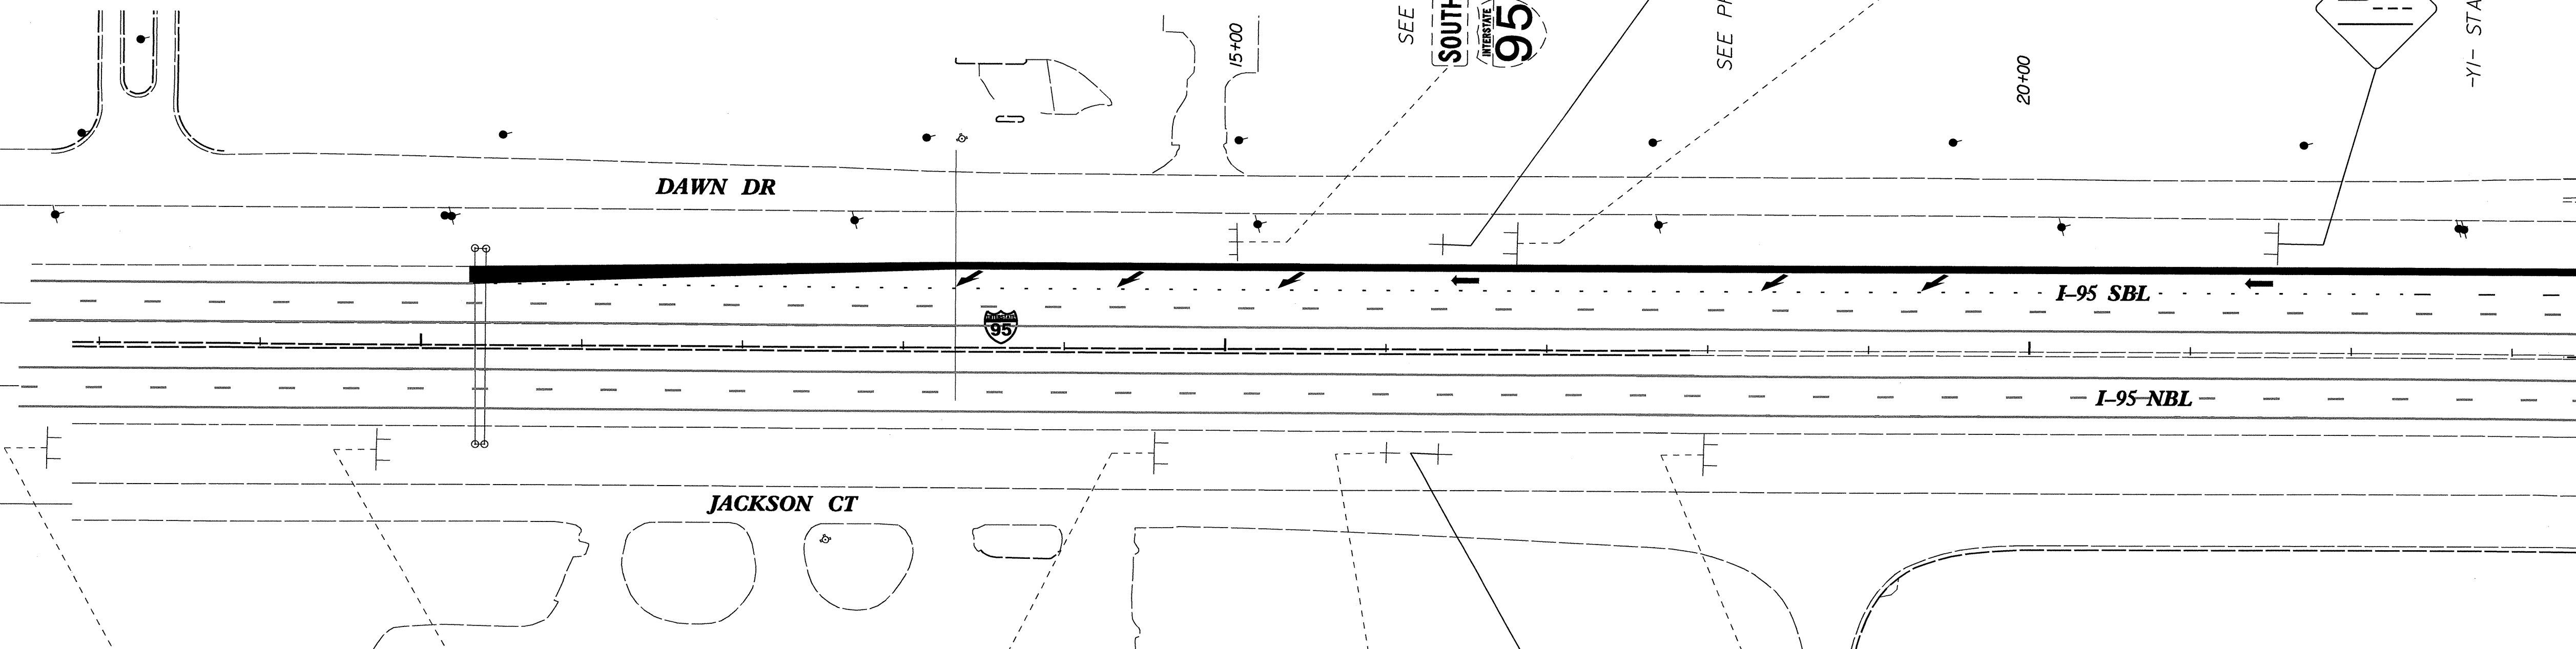 15+00
SEE
SOUTH
INTERSTATE
95
SEE
20+00
-Y1- STA
DAWN DR
I-95 SBL
INTERSTATE
95
I-95 NBL
JACKSON CT